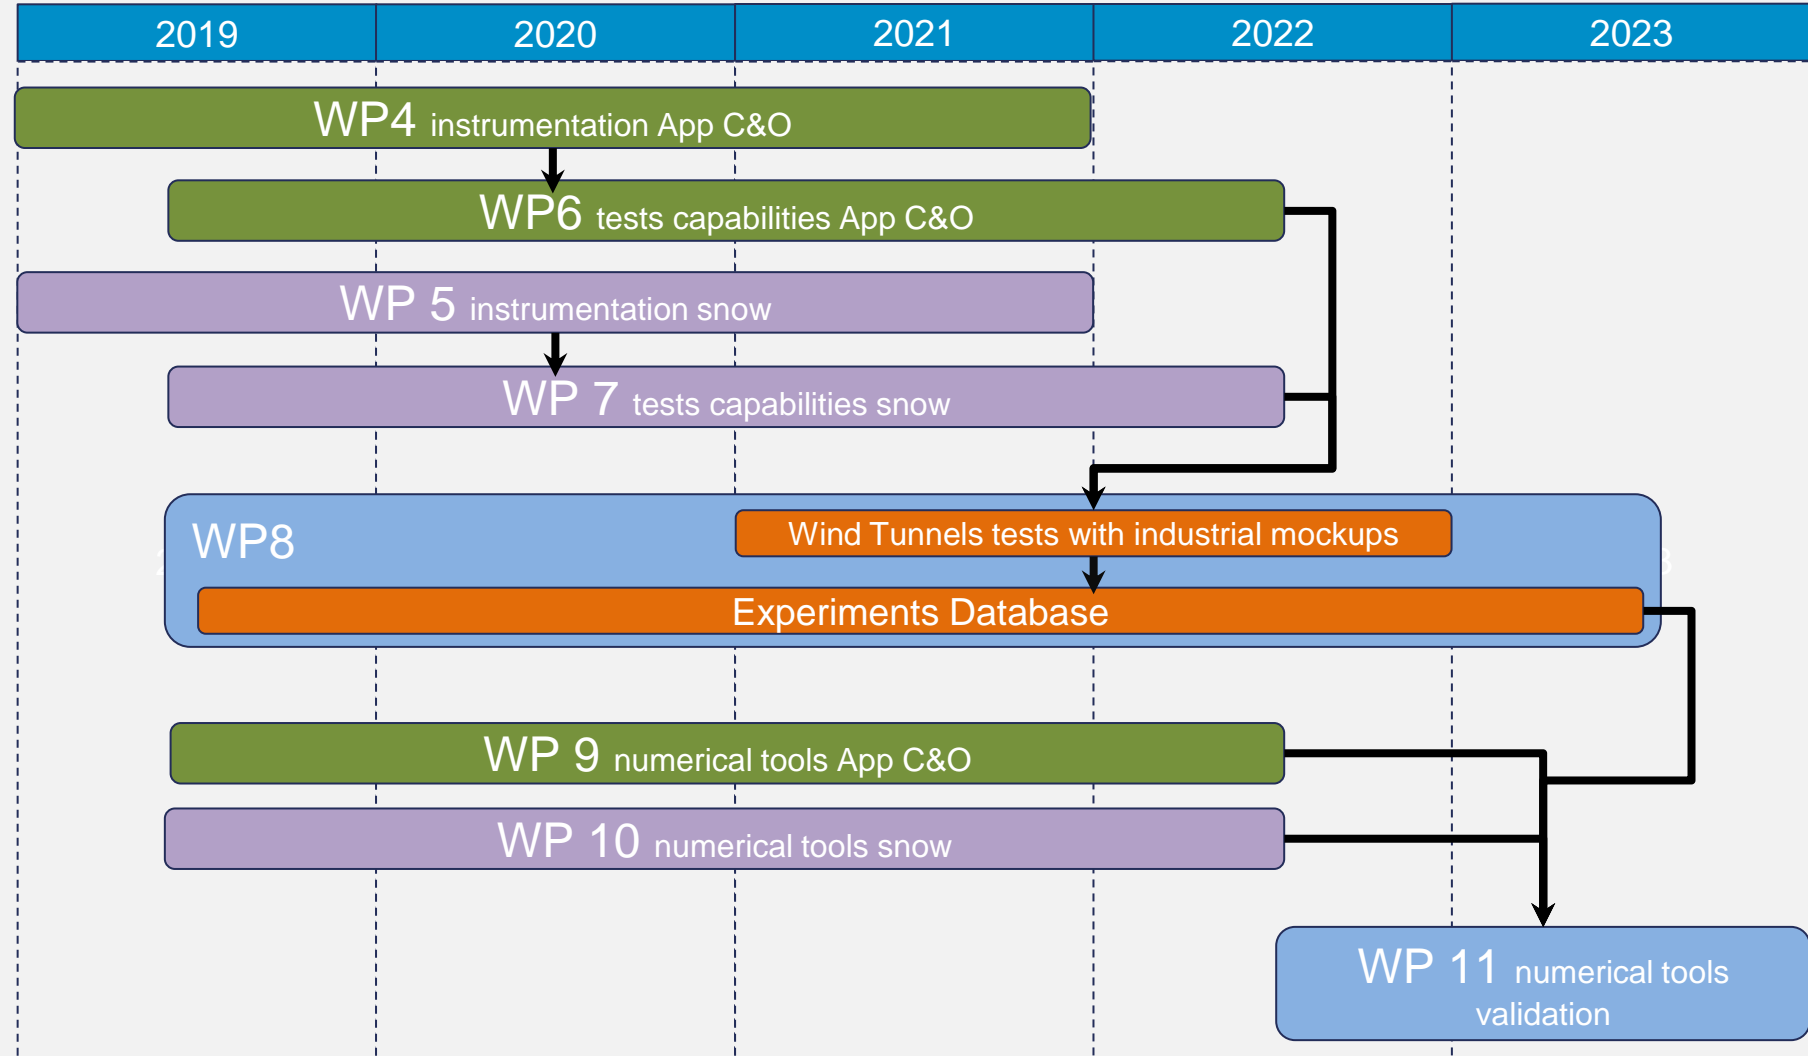 2019 2020 2021 2022 2023
WP4 instrumentation App C&O
WP6 tests capabilities App C&O
WP 5 instrumentation snow
WP 7 tests capabilities snow
WP8
Wind Tunnels tests with industrial mockups
Experiments Database
WP 9 numerical tools App C&O
WP 10 numerical tools snow
WP 11 numerical tools
validation